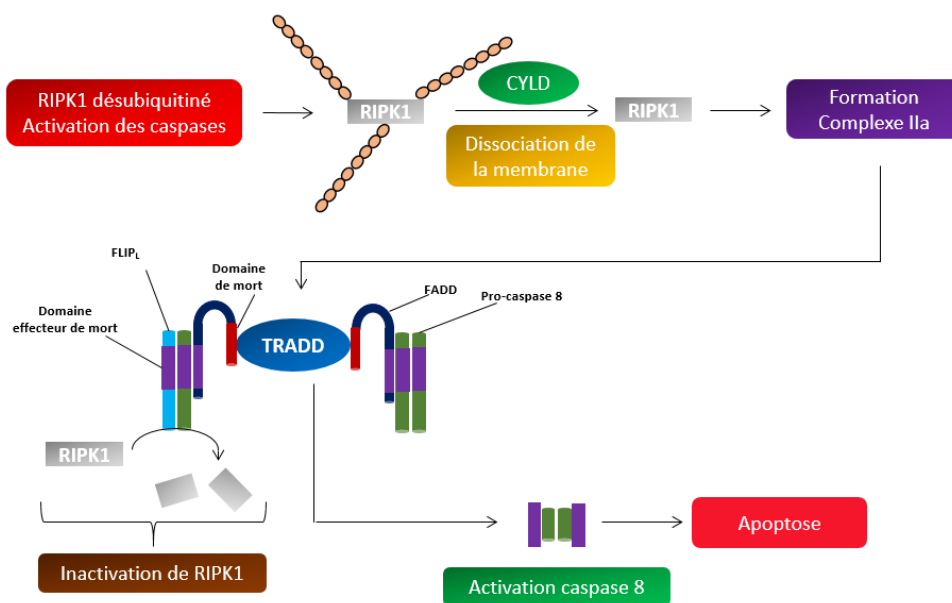 RIPK1 désubiquitiné
Activation des caspases
RIPK1
CYLD
Dissociation de
la membrane
RIPK1
Formation
Complexe IIa
FLIPL
Domaine
de mort
Domaine
effecteur de mort
FADD
Pro-caspase 8
TRADD
RIPK1
Inactivation de RIPK1
Activation caspase 8
Apoptose